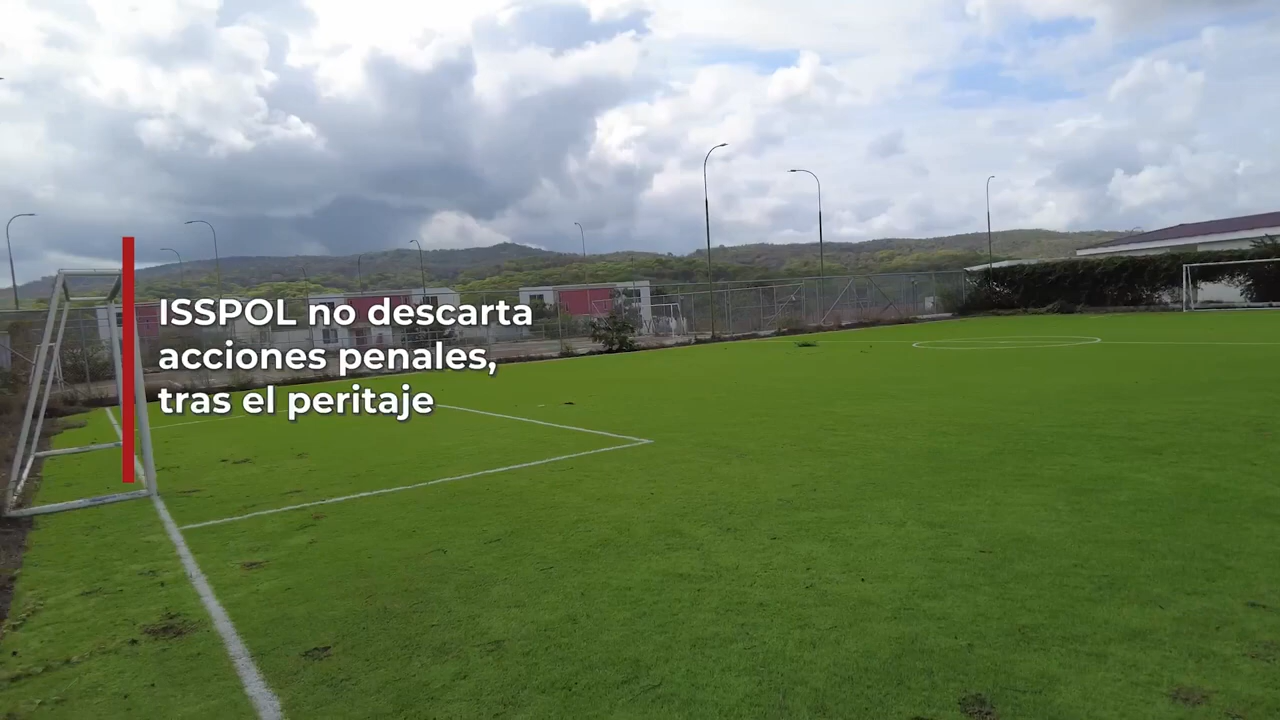 ISSPOL no descarta
acciones penales,
tras el peritaje